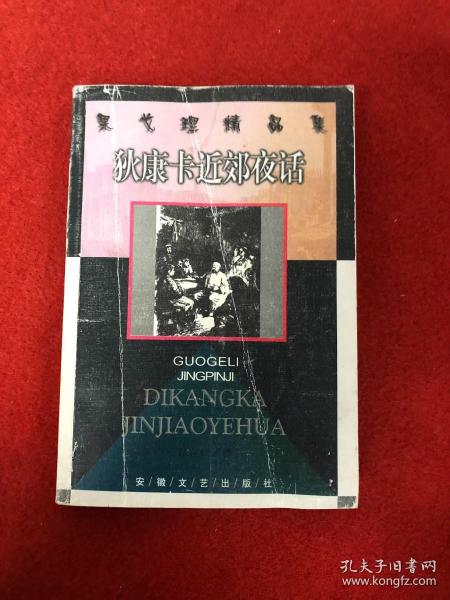 果戈理精品集
狄康卡近郊夜话
GUOGELI
JINGPINJI
DIKANGKA
JINJIAOYEHUA
安/徽/文/艺/出/版/社
孔夫子旧书网
www.kongfz.com